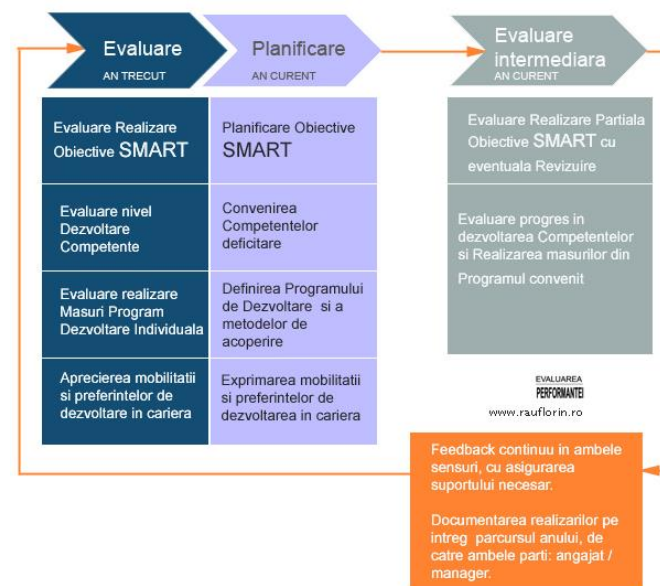 Evaluare
AN TRECUT
Planificare
AN CURENT
Evaluare
intermediara
AN CURENT
Evaluare Realizare
Obiective SMART
Planificare Obiective
SMART
Evaluare Realizare Partiala
Obiective SMART cu
eventuala Revizuire
Evaluare nivel
Dezvoltare
Competente
Convenirea
Competentelor
deficitare
Evaluare progres in
dezvoltarea Competentelor
si Realizarea masurilor din
Programul convenit
Evaluare realizare
Masuri Program
Dezvoltare Individuala
Definirea Programului
de Dezvoltare si a
metodelor de
acoperire
Aprecierea mobilitatii
si preferintelor de
dezvoltare in cariera
Exprimarea mobilitatii
si preferintelor de
dezvoltarea in cariera
EVALUAREA
PERFORMANTEI
www.rauflorin.ro
Feedback continuu in ambele
sensuri, cu asigurarea
suportului necesar.
Documentarea realizarilor pe
intreg parcursul anului, de
catre ambele parti: angajat /
manager.